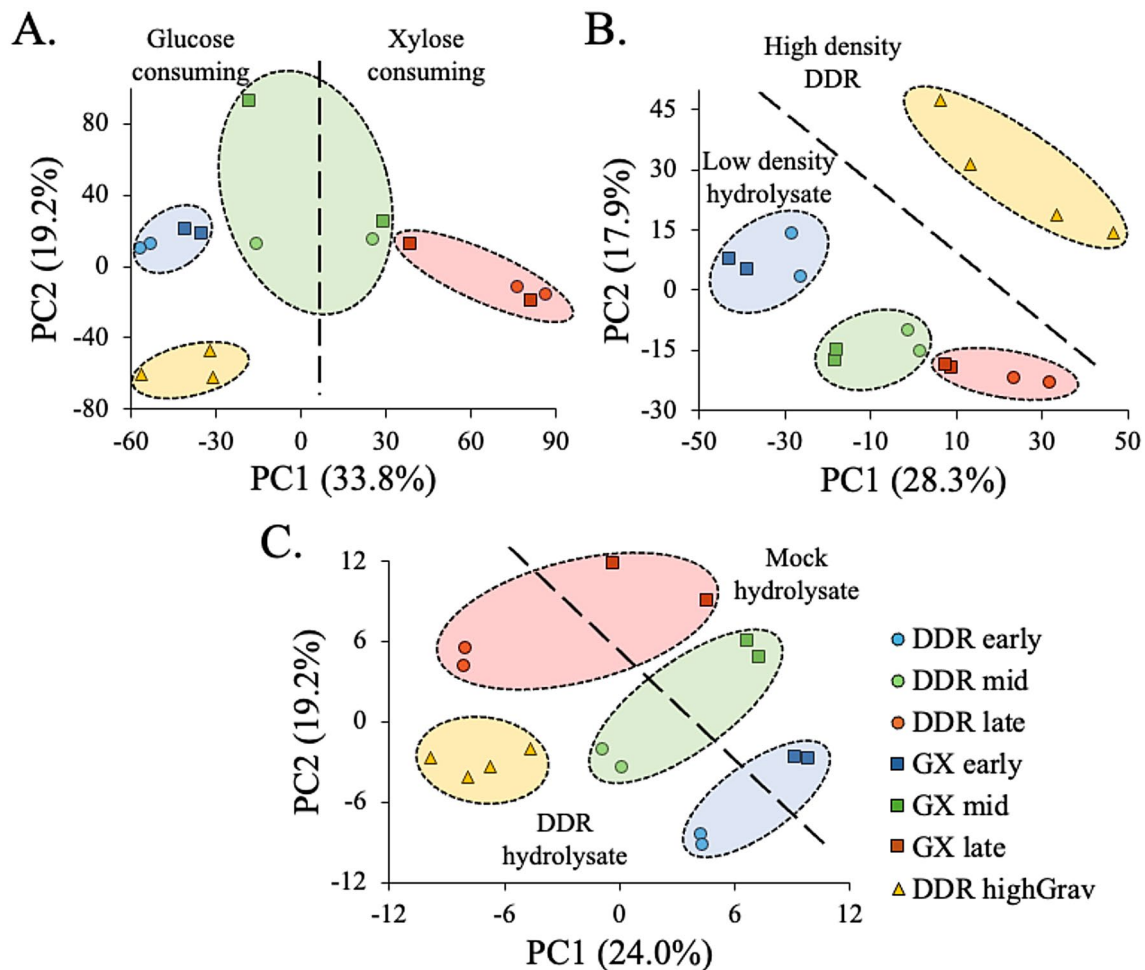 A.
Glucose
consuming
Xylose
consuming
80
40
0
-40
-80
PC2 (19.2%)
-60 -30 0 30 60 90
PC1 (33.8%)
B.
High density
DDR
Low density
hydrolysate
45
30
15
0
-15
-30
PC2 (17.9%)
-50 -30 -10 10 30 50
PC1 (28.3%)
C.
Mock
hydrolysate
DDR
hydrolysate
12
6
0
-6
-12
PC2 (19.2%)
-12 -6 0 6 12
PC1 (24.0%)
DDR early
DDR mid
DDR late
GX early
GX mid
GX late
DDR highGrav